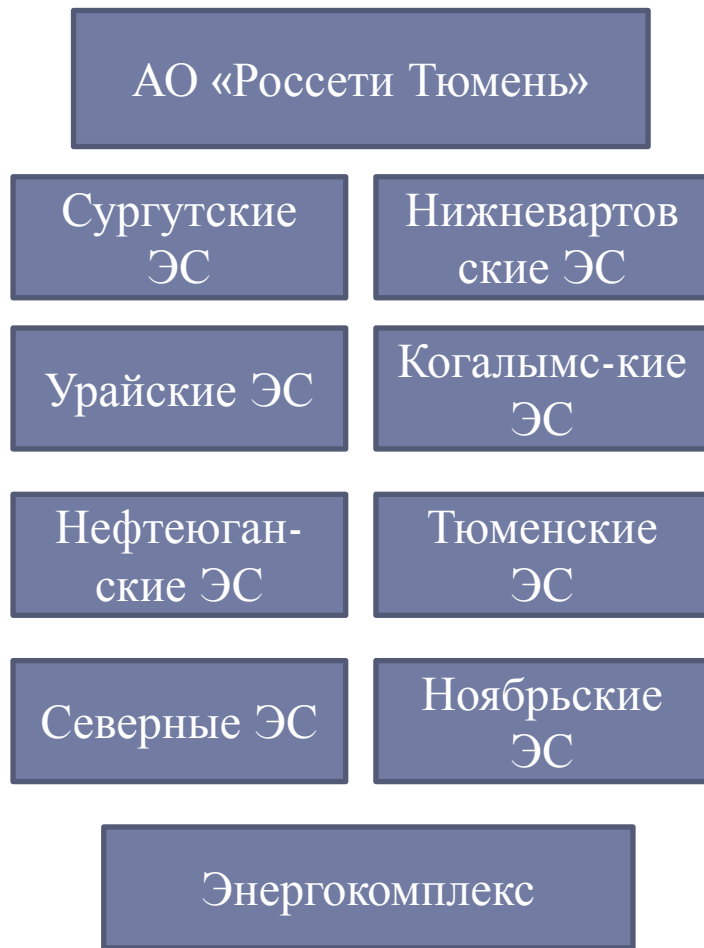 АО «Россети Тюмень»
Сургутские
ЭС
Нижневартов
ские ЭС
Урайские ЭС
Когалымс-кие
ЭС
Нефтеюган-
ские ЭС
Тюменские
ЭС
Северные ЭС
Ноябрьские
ЭС
Энергокомплекс